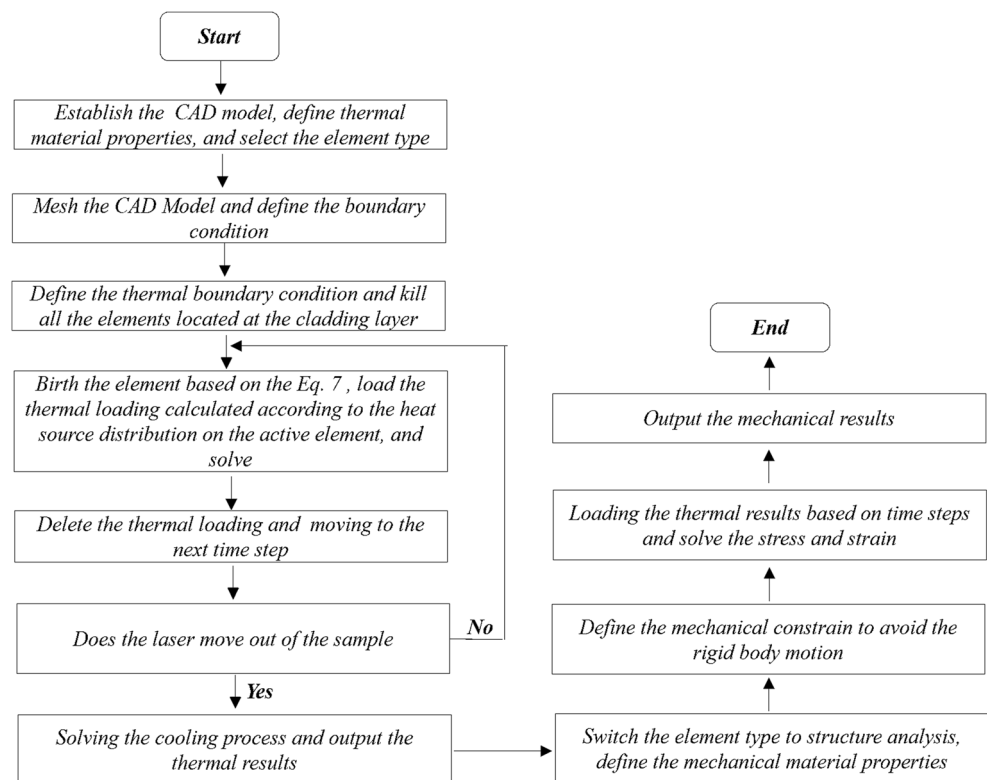 Start
Establish the CAD model, define thermal
material properties, and select the element type
Mesh the CAD Model and define the boundary
condition
Define the thermal boundary condition and kill
all the elements located at the cladding layer
Birth the element based on the Eq. 7 , load the
thermal loading calculated according to the heat
source distribution on the active element, and
solve
Delete the thermal loading and moving to the
next time step
Does the laser move out of the sample
No
Yes
Solving the cooling process and output the
thermal results
Switch the element type to structure analysis,
define the mechanical material properties
Define the mechanical constrain to avoid the
rigid body motion
Loading the thermal results based on time steps
and solve the stress and strain
Output the mechanical results
End